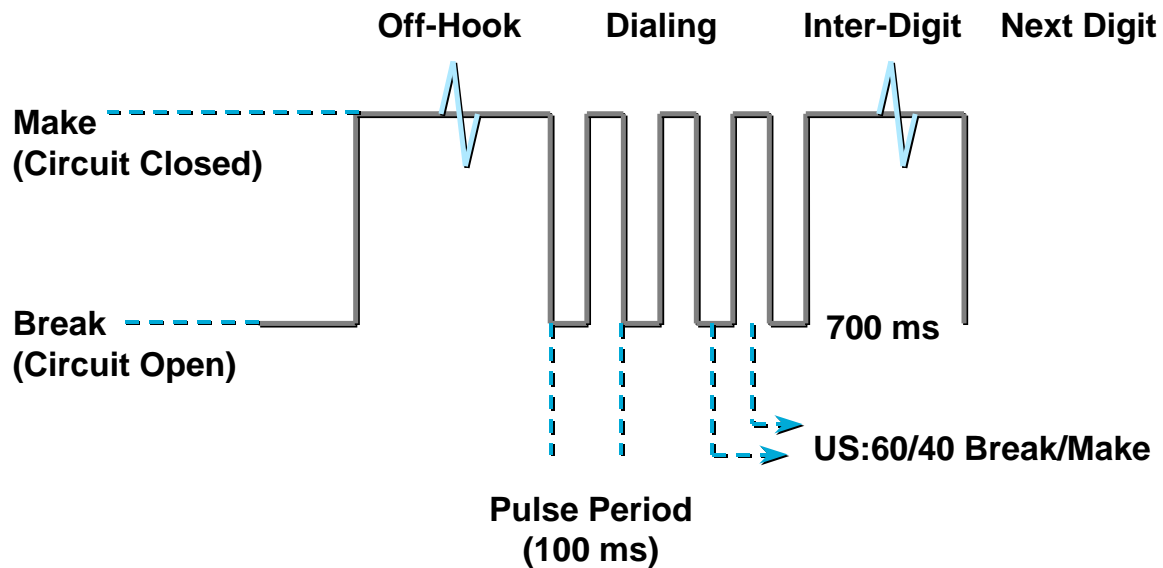 Off-Hook Dialing Inter-Digit Next Digit
Make
(Circuit Closed)
Break
(Circuit Open)
700 ms
US:60/40 Break/Make
Pulse Period
(100 ms)